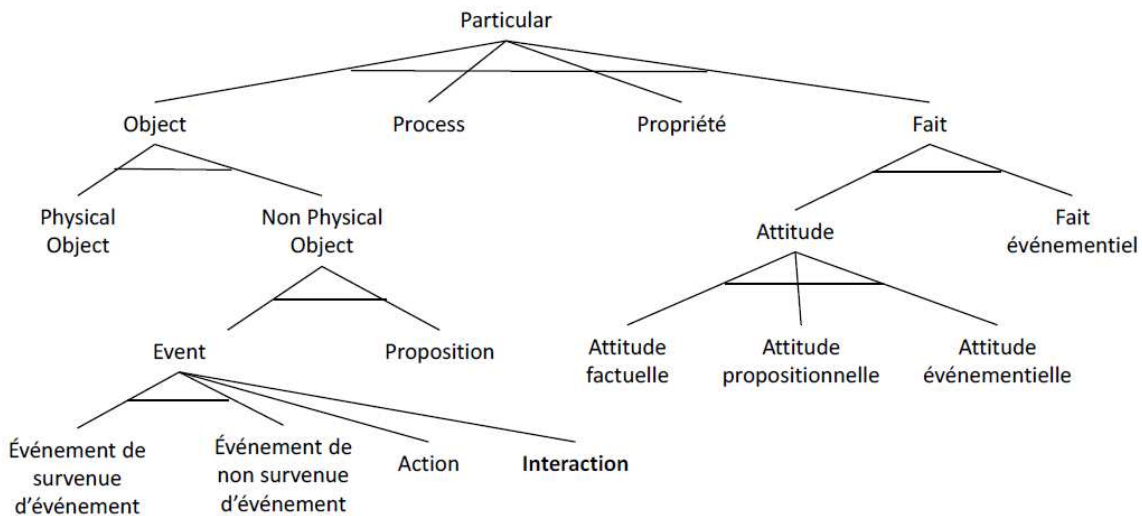 Particular
Object
Process
Propriété
Fait
Physical
Object
Non Physical
Object
Attitude
Fait
événementiel
Event
Proposition
Attitude
factuelle
Attitude
propositionnelle
Attitude
événementielle
Événement de
survenue
d'événement
Événement de
non survenue
d'événement
Action
Interaction